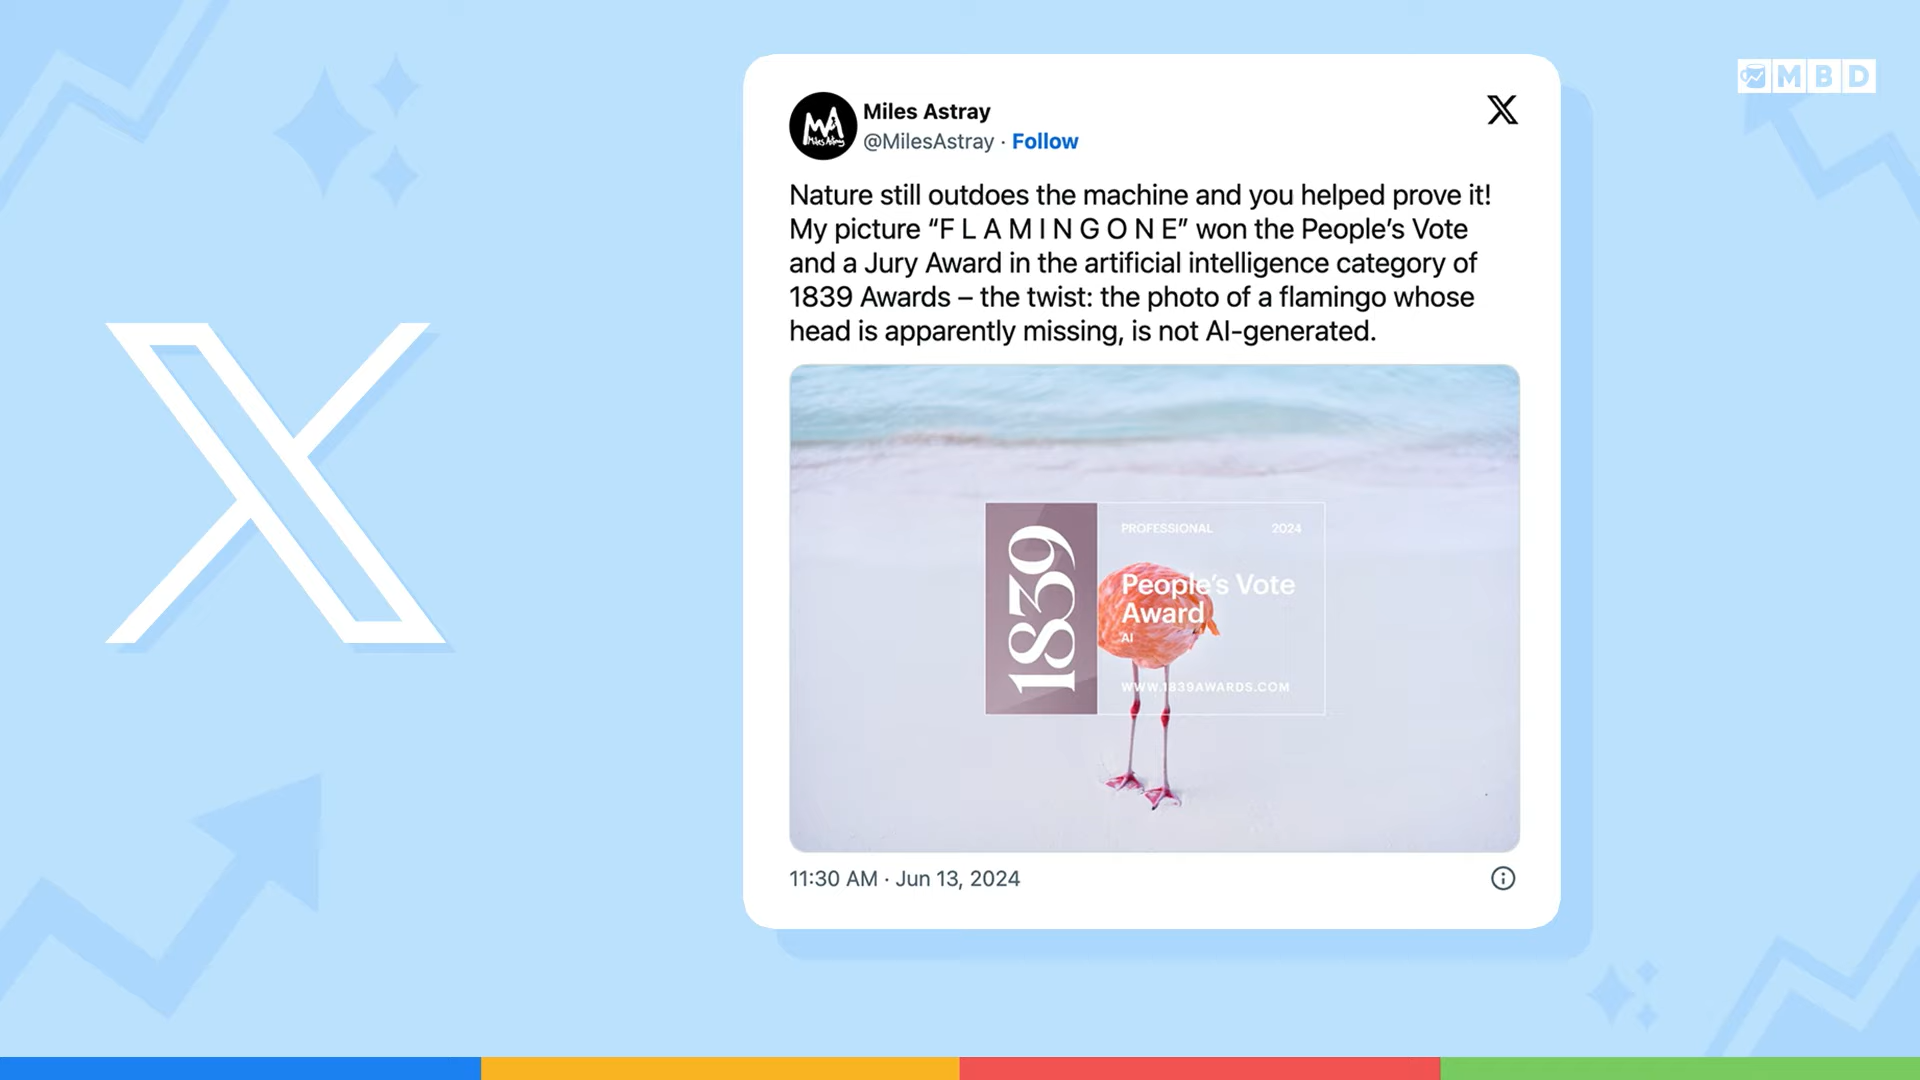 MBD
Miles Astray
@MilesAstray · Follow
Nature still outdoes the machine and you helped prove it!
My picture “F L A M I N G O N E” won the People’s Vote
and a Jury Award in the artificial intelligence category of
1839 Awards – the twist: the photo of a flamingo whose
head is apparently missing, is not AI-generated.
1839
PROFESSIONAL 2024
People’s Vote
Award
AI
WWW.1839AWARDS.COM
11:30 AM · Jun 13, 2024